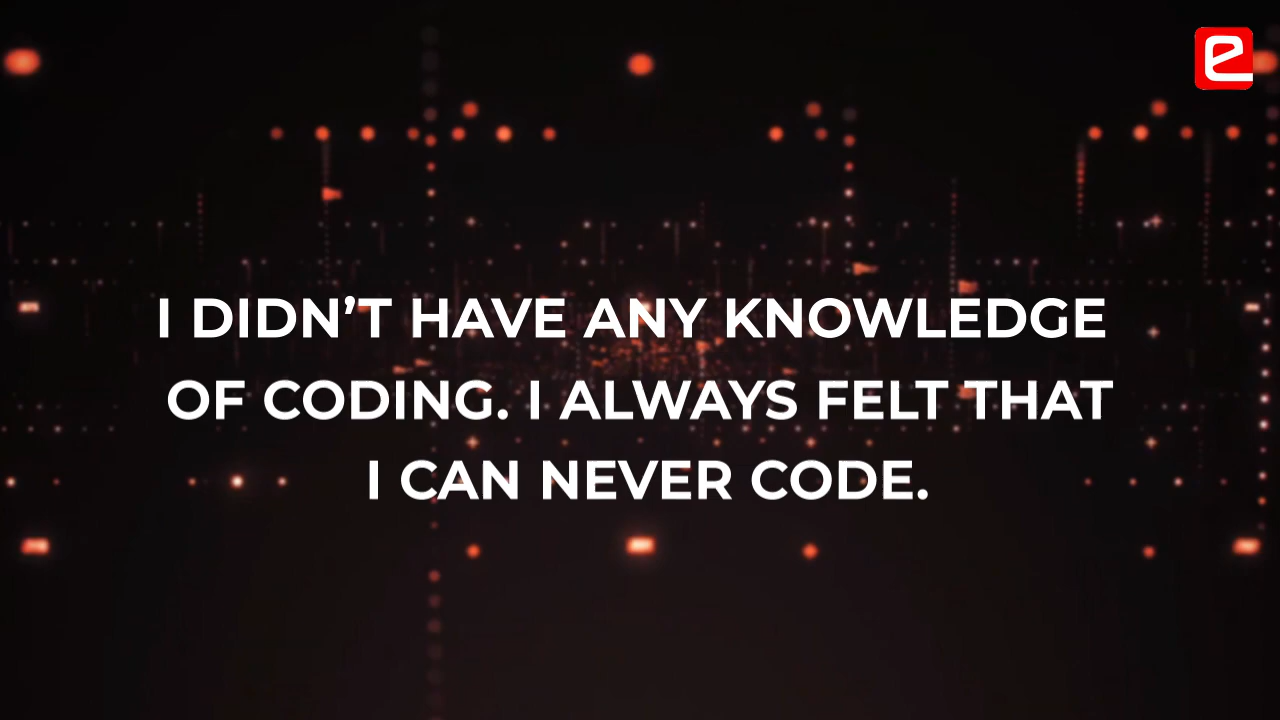 I DIDN’T HAVE ANY KNOWLEDGE
OF CODING. I ALWAYS FELT THAT
I CAN NEVER CODE.